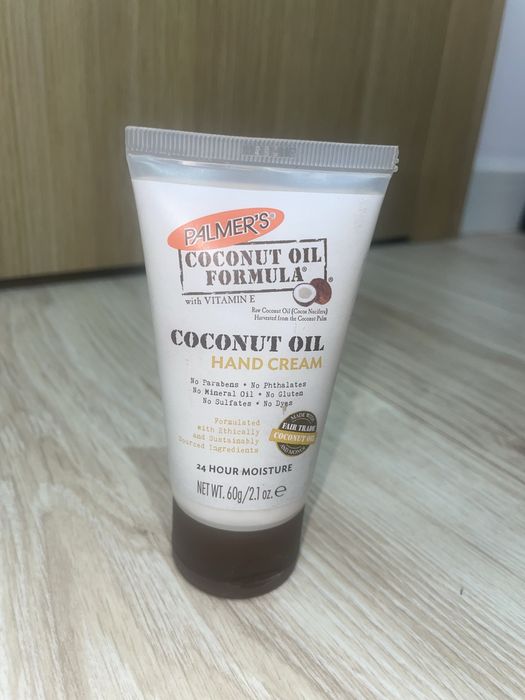 PALMER'S®
COCONUT OIL
FORMULA®
with VITAMIN E
Raw Coconut Oil (Cocos Nucifera)
Harvested from the Coconut Palm
COCONUT OIL
HAND CREAM
No Parabens • No Phthalates
No Mineral Oil • No Gluten
No Sulfates • No Dyes
Formulated
with Ethically
and Sustainably
Sourced Ingredients
MADE WITH
FAIR TRADE
COCONUT OIL
24 HOUR MOISTURE
NET WT. 60g/2.1 oz. ℮